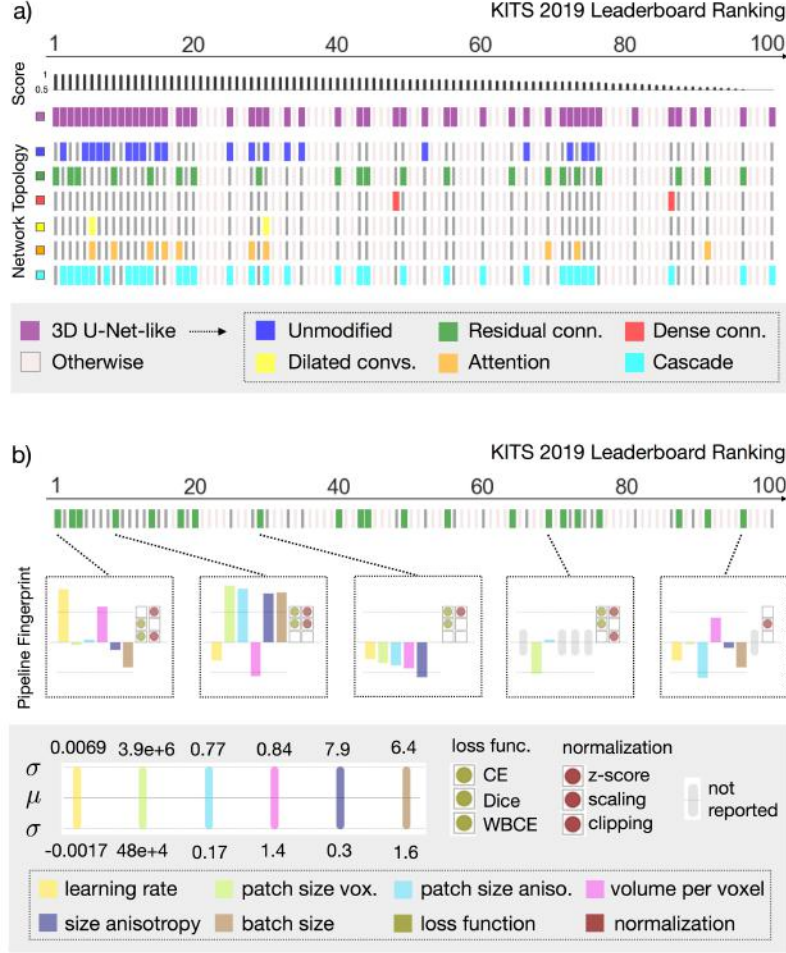 a)
KITS 2019 Leaderboard Ranking
1 20 40 60 80 100
Score
1
0.5
Network Topology
3D U-Net-like
Unmodified
Residual conn.
Dense conn.
Otherwise
Dilated convs.
Attention
Cascade
b)
KITS 2019 Leaderboard Ranking
1 20 40 60 80 100
Pipeline Fingerprint
0.0069 3.9e+6 0.77 0.84 7.9 6.4
σ
μ
σ
-0.0017 48e+4 0.17 1.4 0.3 1.6
loss func.
CE
Dice
WBCE
normalization
z-score
scaling
clipping
not
reported
learning rate
patch size vox.
patch size aniso.
volume per voxel
size anisotropy
batch size
loss function
normalization